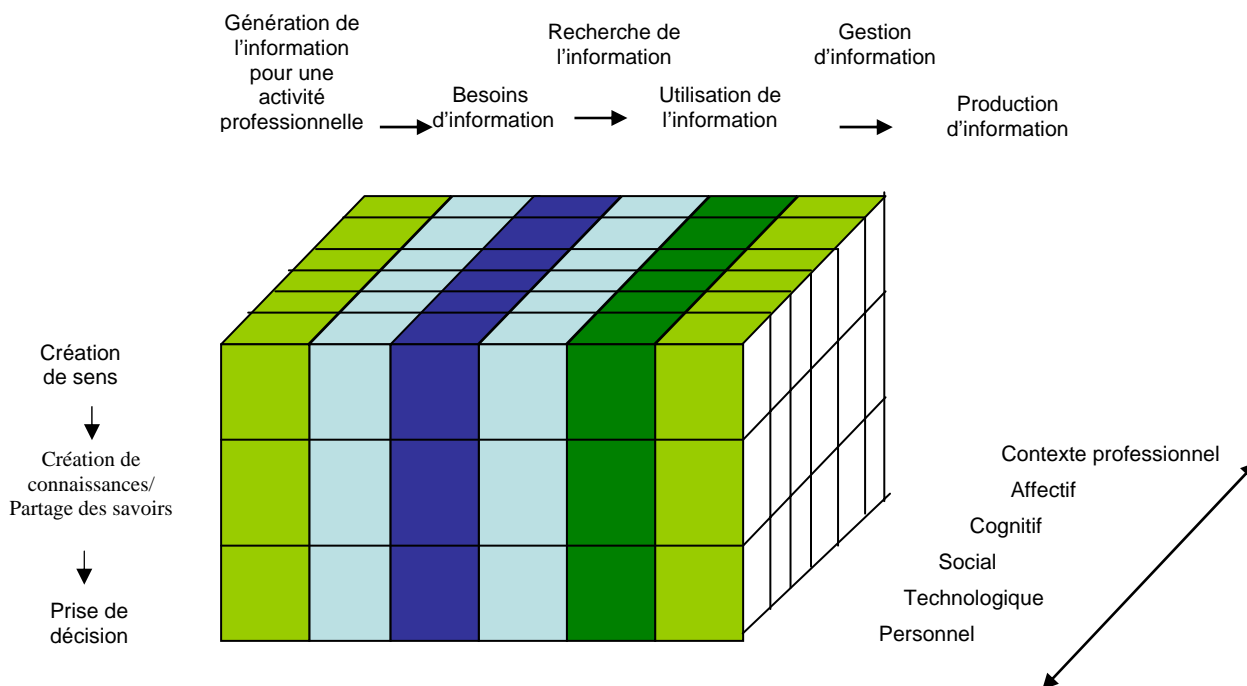 Génération de
l'information
pour une
activité
professionnelle
Besoins
d'information
Recherche de
l'information
Utilisation de
l'information
Gestion
d'information
Production
d'information
Création
de sens
Création de
connaissances/
Partage des savoirs
Prise de
décision
Contexte professionnel
Affectif
Cognitif
Social
Technologique
Personnel